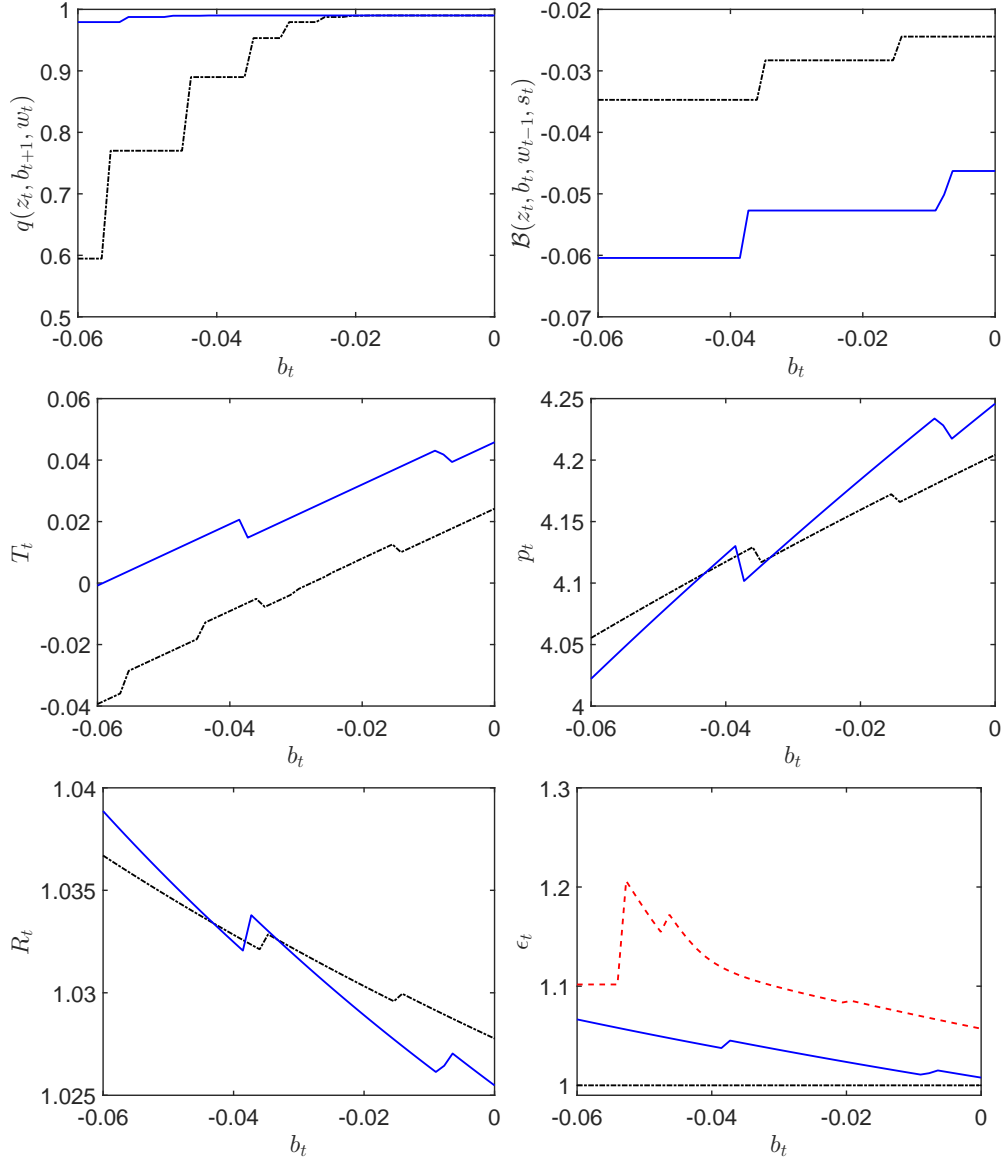 1
0.9
0.8
0.7
0.6
0.5
q(z_t, b_{t+1}, w_t)
-0.06 -0.04 -0.02 0
b_t
-0.02
-0.03
-0.04
-0.05
-0.06
-0.07
B(z_t, b_t, w_{t-1}, s_t)
-0.06 -0.04 -0.02 0
b_t
0.06
0.04
0.02
0
-0.02
-0.04
T_t
-0.06 -0.04 -0.02 0
b_t
4.25
4.2
4.15
4.1
4.05
4
p_t
-0.06 -0.04 -0.02 0
b_t
1.04
1.035
1.03
1.025
R_t
-0.06 -0.04 -0.02 0
b_t
1.3
1.2
1.1
1
ϵ_t
-0.06 -0.04 -0.02 0
b_t